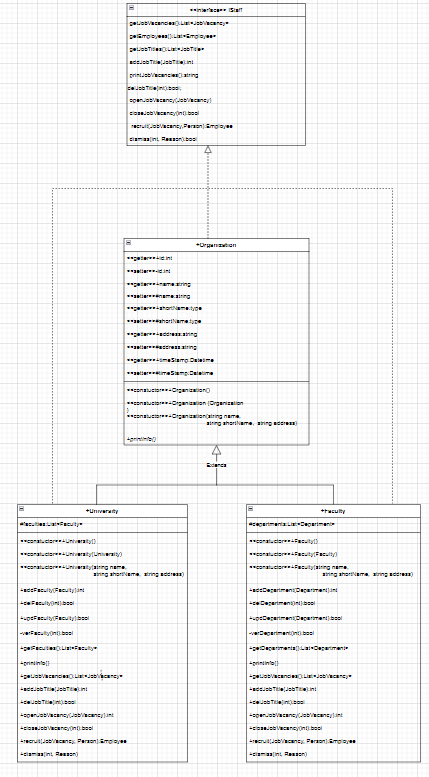 **interface** IStaff
getJobVacancies():List<JobVacancy>
getEmployees():List<Employee>
getJobTitles():List<JobTitle>
addJobTitle(JobTitle):int
printJobVacancies():string
delJobTitle(int):bool;
openJobVacancy(JobVacancy)
closeJobVacancy(int):bool
recruit(JobVacancy,Person):Employee
dismiss(int, Reason):bool
+Organization
**getter**+id:int
**setter**-id:int
**getter**+name:string
**setter**#name:string
**getter**+shortName:type
**setter**#shortName:type
**getter**+address:string
**setter**#address:string
**getter**+timeStamp:Datetime
**setter**#timeStamp:Datetime
**constuctor**+Organization()
**constuctor**+Organization (Organization
)
**constuctor**+Organization(string name,
string shortName, string address)
+printInfo()
Extends
+University
#faculties:List<Faculty>
**constuctor**+University()
**constuctor**+University(University)
**constuctor**+University(string name,
string shortName, string address)
+addFaculty(Faculty):int
+delFaculty(int):bool
+updFaculty(Faculty):bool
-verFaculty(int):bool
+getFaculties():List<Faculty>
+printInfo()
+getJobVacancies():List<JobVacancy>
+addJobTitle(JobTitle):int
+delJobTitle(int):bool
+openJobVacancy(JobVacancy):int
+closeJobVacancy(int):bool
+recruit(JobVacancy, Person):Employee
+dismiss(int, Reason)
+Faculty
#departments:List<Department>
**constuctor**+Faculty()
**constuctor**+Faculty(Faculty)
**constuctor**+Faculty(string name,
string shortName, string address)
+addDepartment(Department):int
+delDepartment(int):bool
+updDepartment(Department):bool
-verDepartment(int):bool
+getDepartments():List<Department>
+printInfo()
+getJobVacancies():List<JobVacancy>
+addJobTitle(JobTitle):int
+delJobTitle(int):bool
+openJobVacancy(JobVacancy):int
+closeJobVacancy(int):bool
+recruit(JobVacancy, Person):Employee
+dismiss(int, Reason)